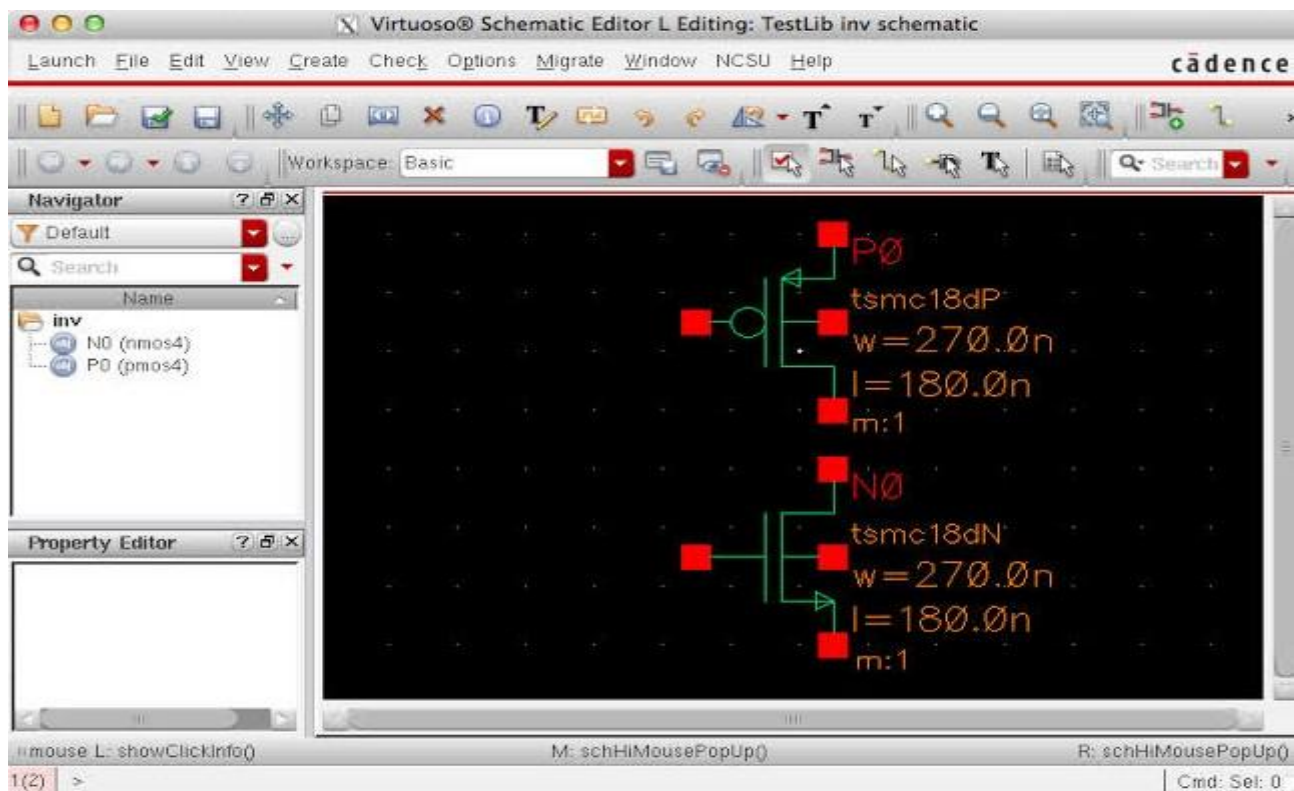 Virtuoso® Schematic Editor L Editing: TestLib inv schematic
Launch File Edit View Create Check Options Migrate Window NCSU Help cādence
Workspace: Basic Search
Navigator
Default
Search
Name
inv
N0 (nmos4)
P0 (pmos4)
Property Editor
P0
tsmc18dP
w=270.0n
l=180.0n
m:1
N0
tsmc18dN
w=270.0n
l=180.0n
m:1
mouse L: showClickInfo() M: schHiMousePopUp() R: schHiMousePopUp()
1(2) > Cmd: Sel: 0